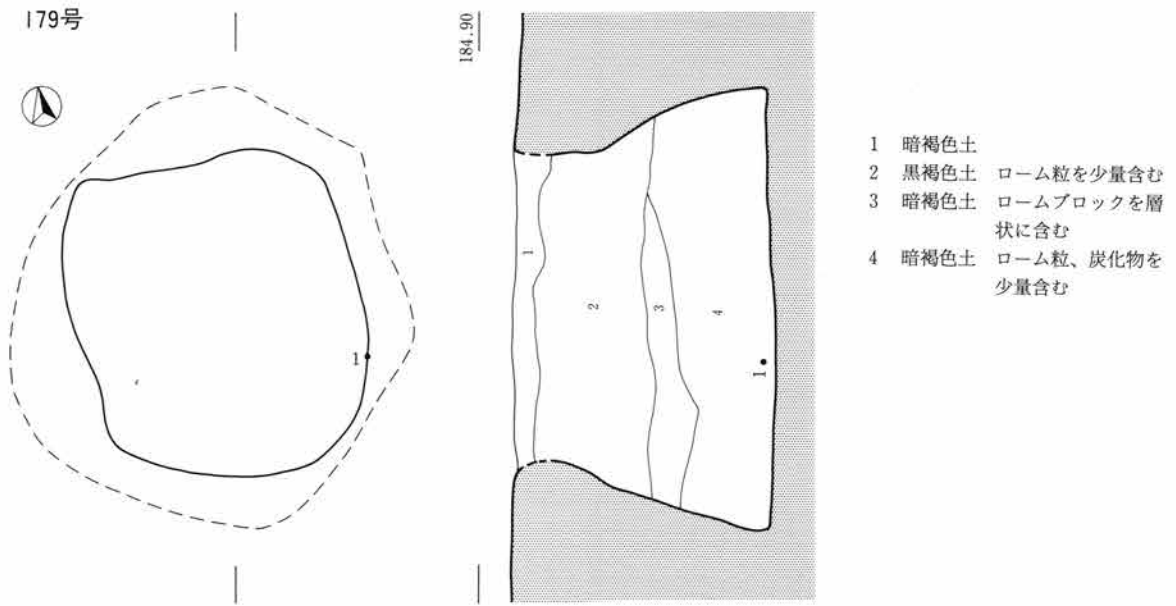 179号
184.90
1
1
2
3
4
1
1 暗褐色土
2 黒褐色土 ローム粒を少量含む
3 暗褐色土 ロームブロックを層
状に含む
4 暗褐色土 ローム粒、炭化物を
少量含む